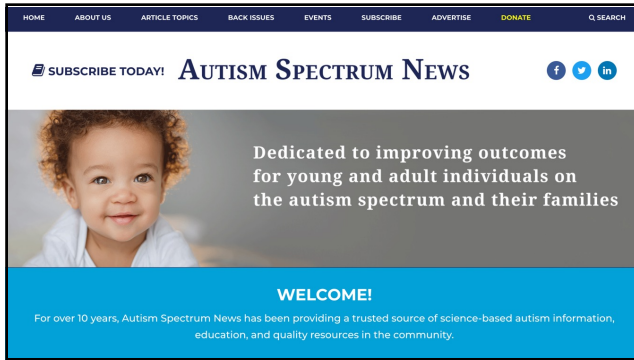 HOME ABOUT US ARTICLE TOPICS BACK ISSUES EVENTS SUBSCRIBE ADVERTISE DONATE SEARCH
SUBSCRIBE TODAY! AUTISM SPECTRUM NEWS
Dedicated to improving outcomes
for young and adult individuals on
the autism spectrum and their families
WELCOME!
For over 10 years, Autism Spectrum News has been providing a trusted source of science-based autism information,
education, and quality resources in the community.